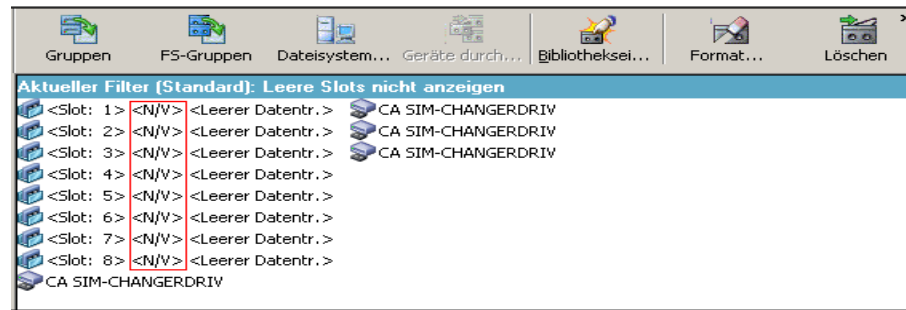 Gruppen FS-Gruppen Dateisystem... Geräte durch... Bibliotheksei... Format... Löschen
Aktueller Filter (Standard): Leere Slots nicht anzeigen
<Slot: 1> <N/V> <Leerer Datentr.> CA SIM-CHANGERDRIV
<Slot: 2> <N/V> <Leerer Datentr.> CA SIM-CHANGERDRIV
<Slot: 3> <N/V> <Leerer Datentr.> CA SIM-CHANGERDRIV
<Slot: 4> <N/V> <Leerer Datentr.>
<Slot: 5> <N/V> <Leerer Datentr.>
<Slot: 6> <N/V> <Leerer Datentr.>
<Slot: 7> <N/V> <Leerer Datentr.>
<Slot: 8> <N/V> <Leerer Datentr.>
CA SIM-CHANGERDRIV